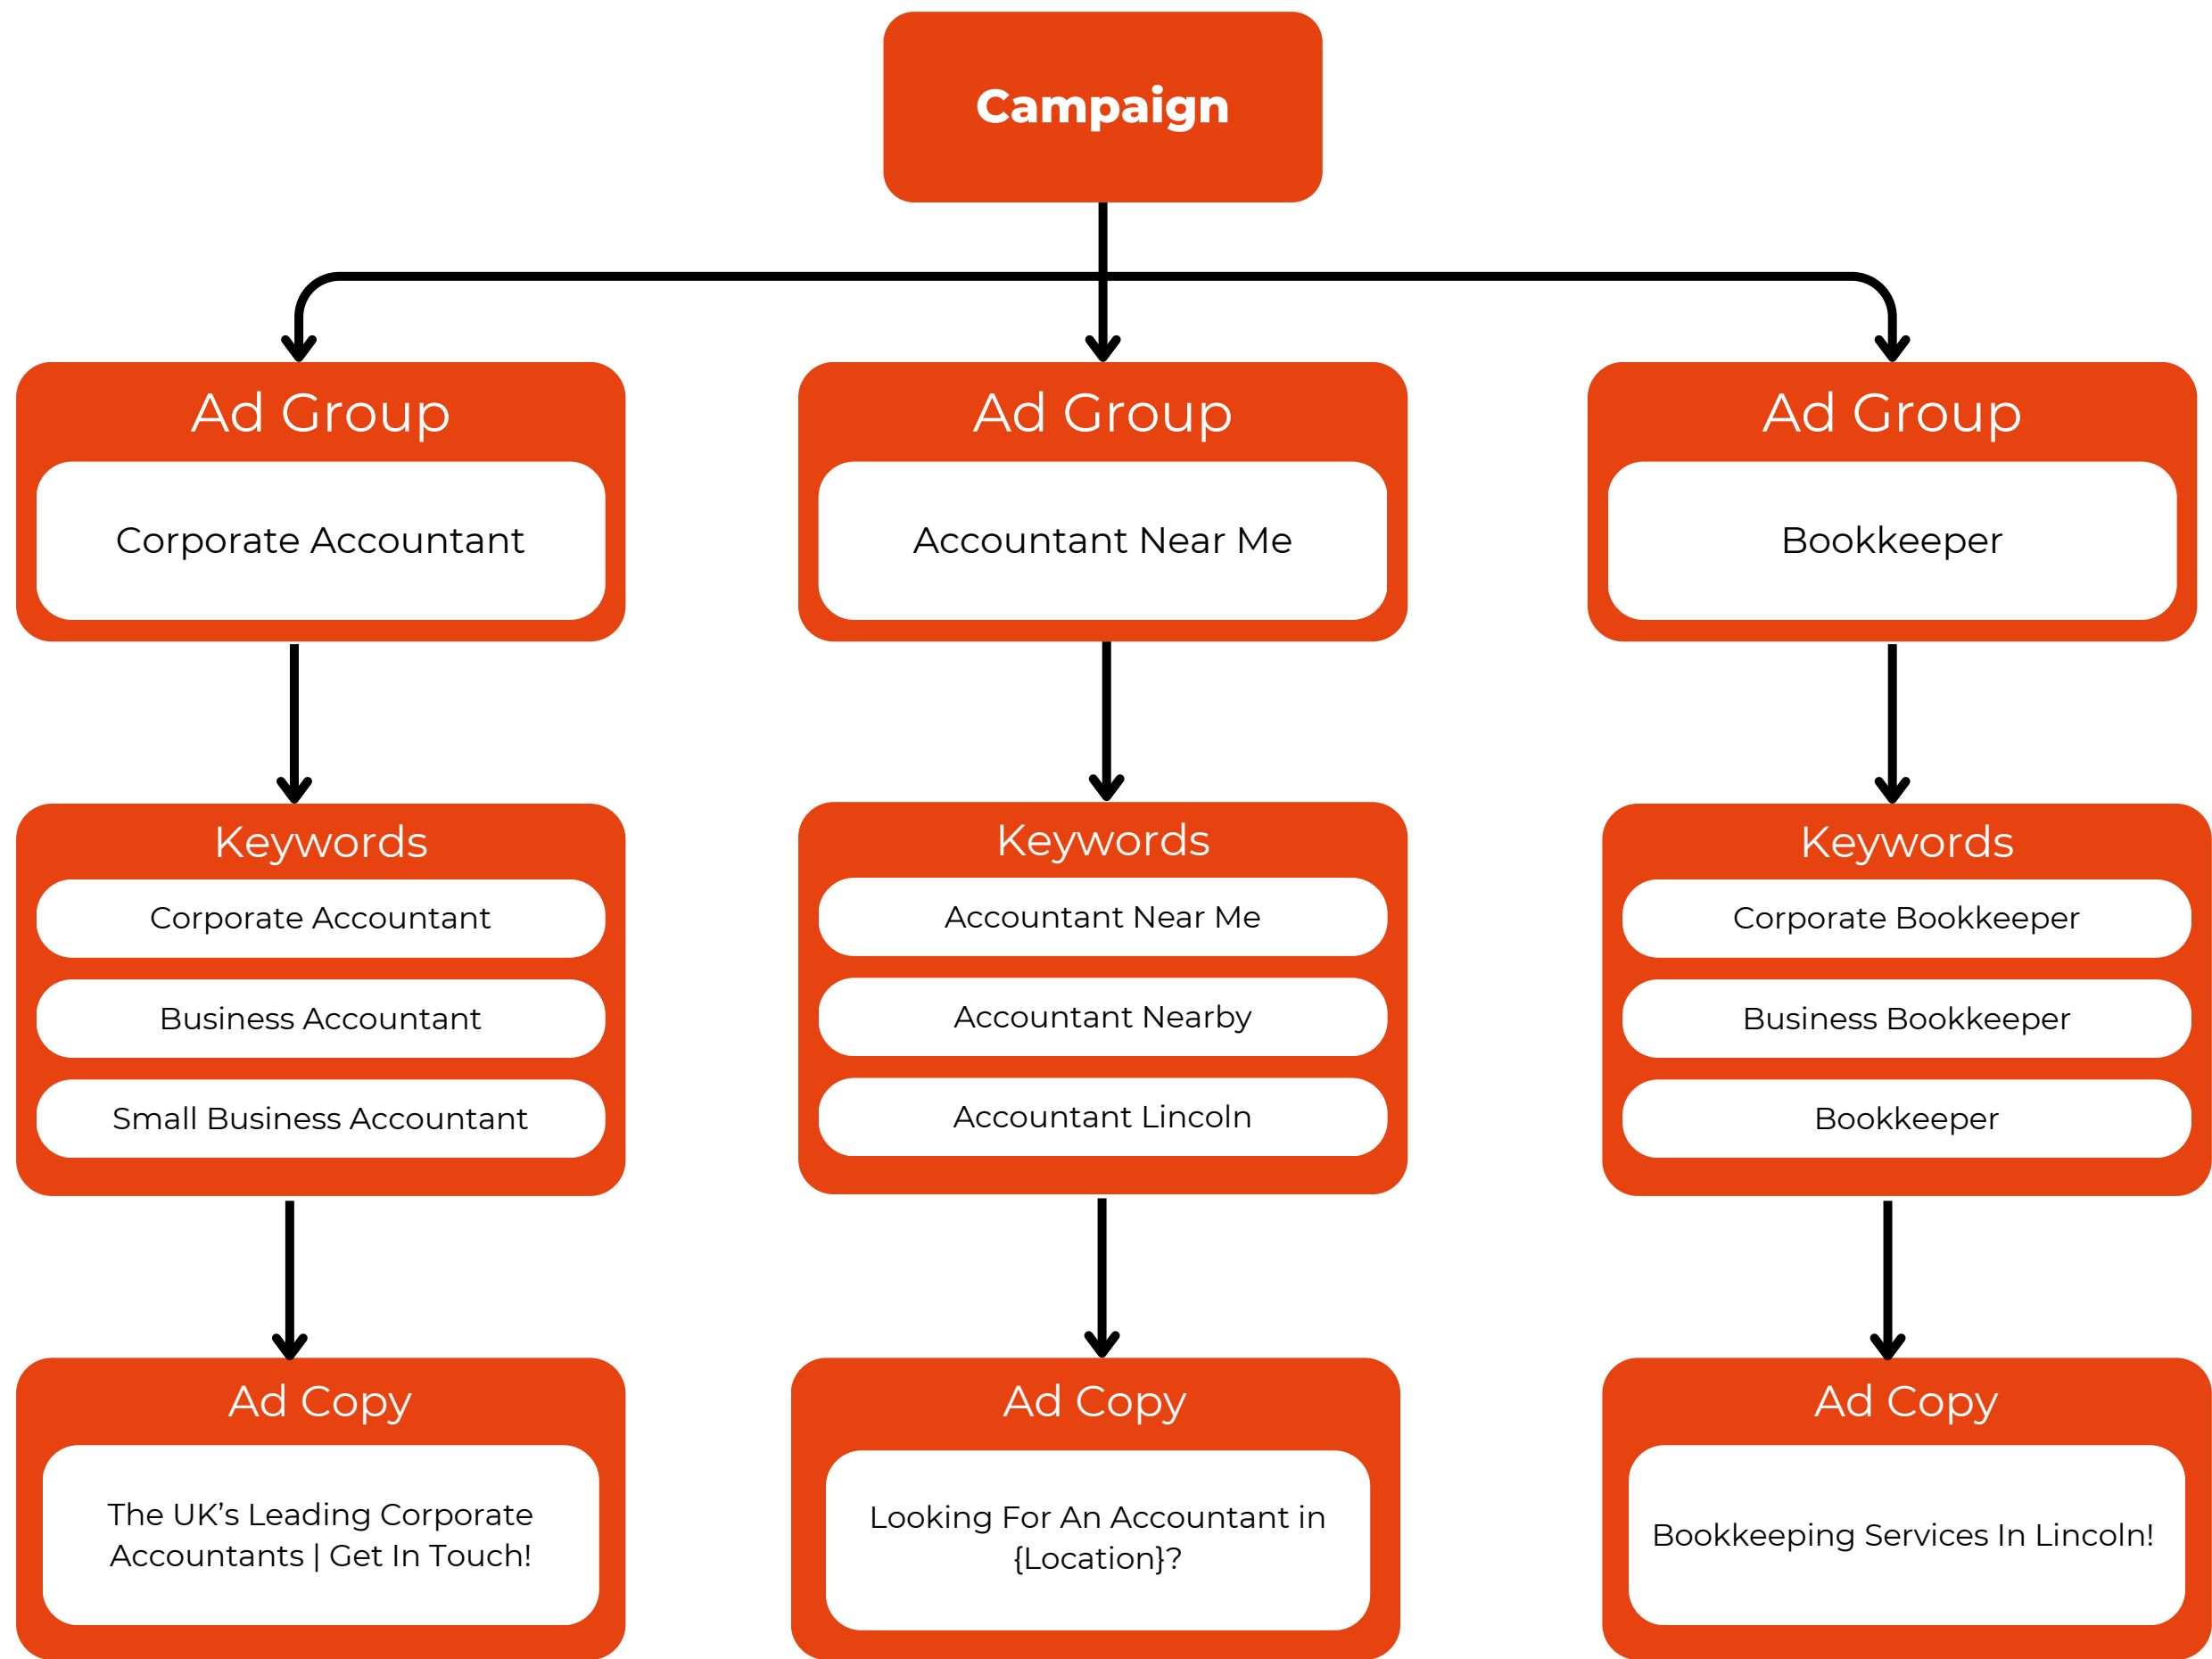 Campaign
Ad Group
Corporate Accountant
Ad Group
Accountant Near Me
Ad Group
Bookkeeper
Keywords
Corporate Accountant
Business Accountant
Small Business Accountant
Keywords
Accountant Near Me
Accountant Nearby
Accountant Lincoln
Keywords
Corporate Bookkeeper
Business Bookkeeper
Bookkeeper
Ad Copy
The UK’s Leading Corporate
Accountants | Get In Touch!
Ad Copy
Looking For An Accountant in
{Location}?
Ad Copy
Bookkeeping Services In Lincoln!